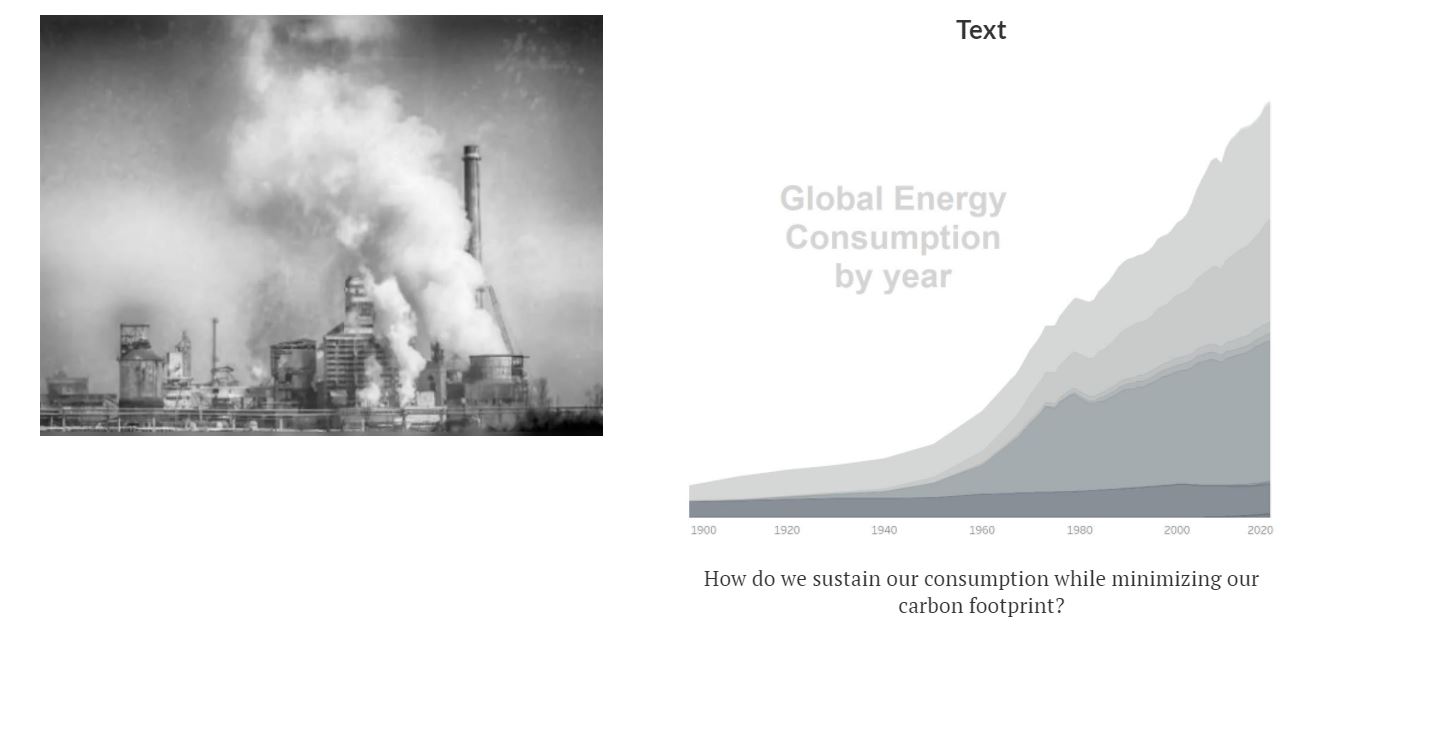 Text
Global Energy
Consumption
by year
1900 1920 1940 1960 1980 2000 2020
How do we sustain our consumption while minimizing our
carbon footprint?